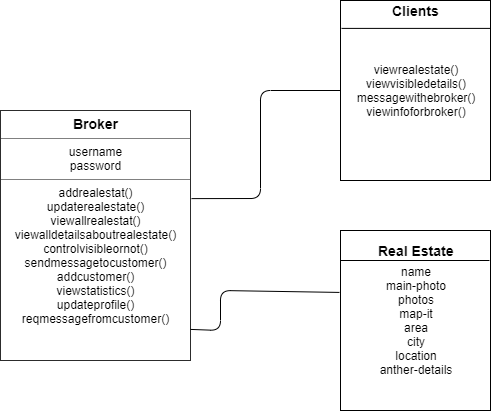 Clients
viewrealestate()
viewvisibledetails()
messagewithebroker()
viewinfoforbroker()
Broker
username
password
addrealestat()
updaterealestate()
viewallrealestat()
viewalldetailsaboutrealestate()
controlvisibleornot()
sendmessagetocustomer()
addcustomer()
viewstatistics()
updateprofile()
reqmessagefromcustomer()
Real Estate
name
main-photo
photos
map-it
area
city
location
anther-details